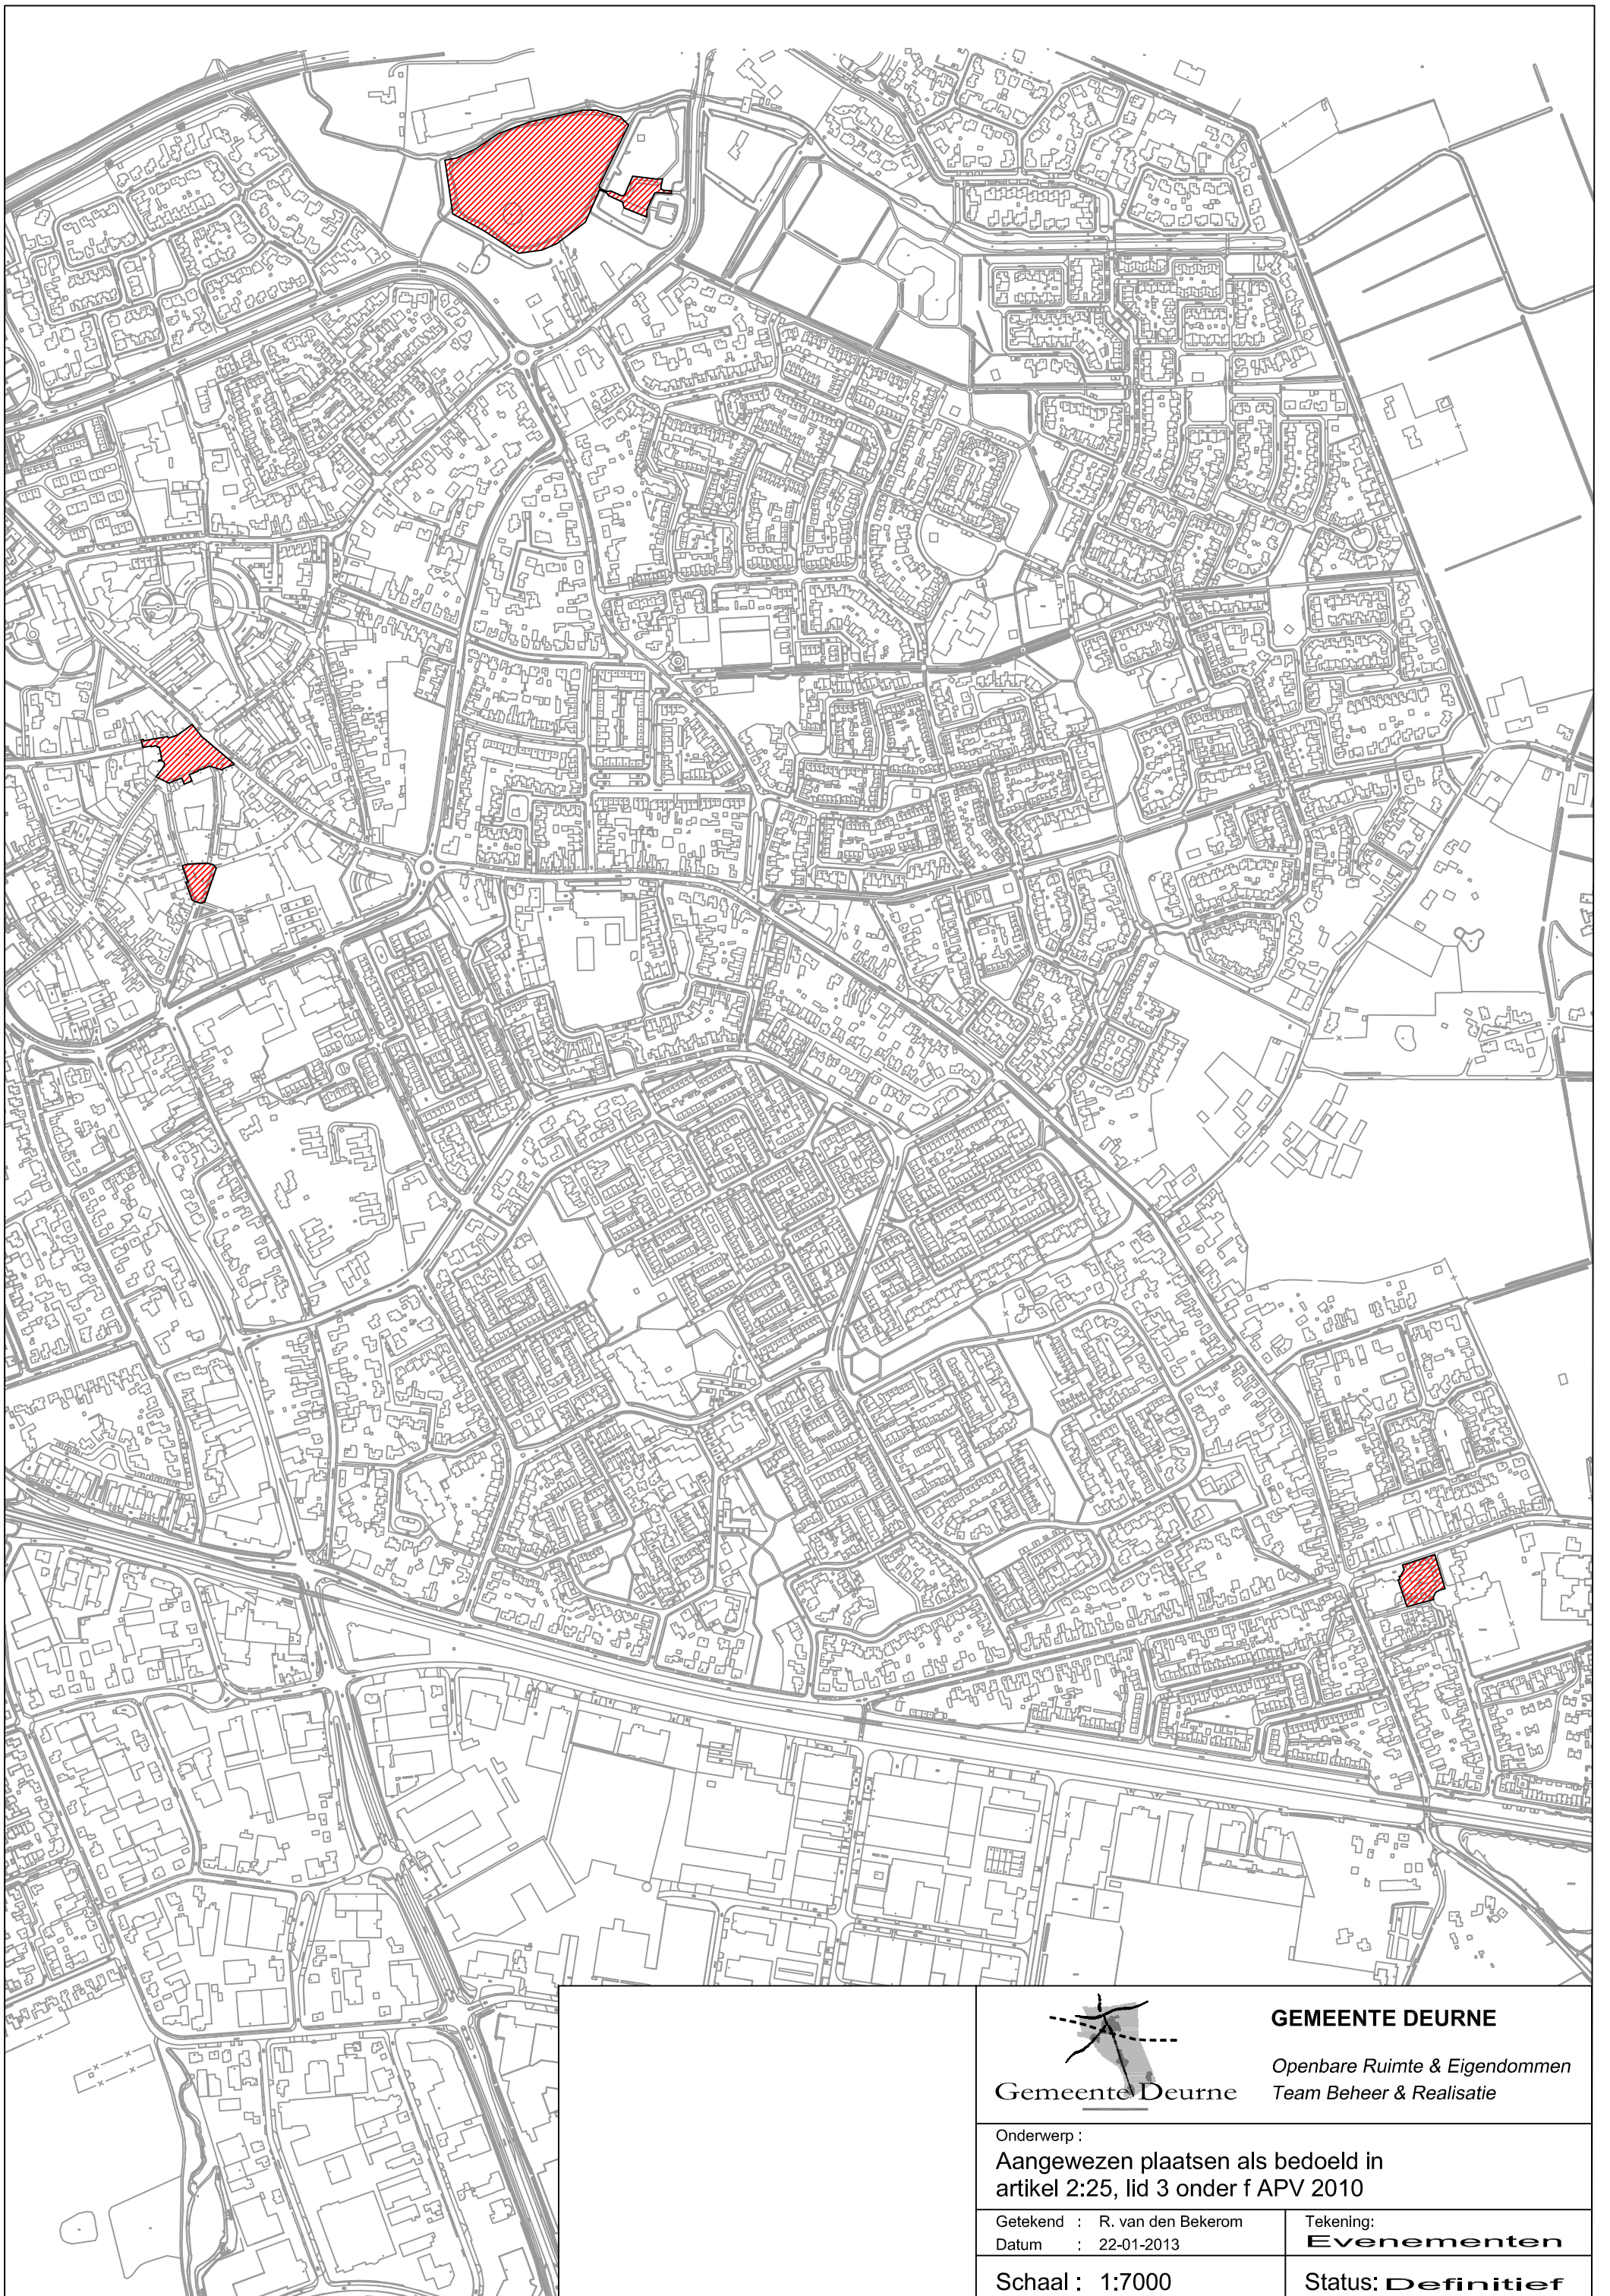 Gemeente Deurne
GEMEENTE DEURNE
Openbare Ruimte & Eigendommen
Team Beheer & Realisatie
Onderwerp :
Aangewezen plaatsen als bedoeld in
artikel 2:25, lid 3 onder f APV 2010
Getekend : R. van den Bekerom
Datum : 22-01-2013
Tekening:
Evenementen
Schaal : 1:7000
Status: Definitief